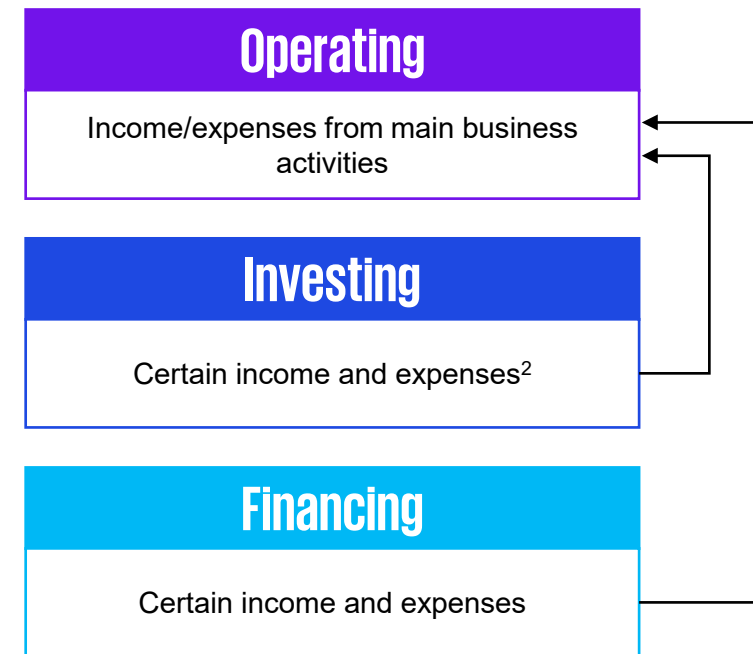 Operating
Income/expenses from main business
activities
Investing
Certain income and expenses²
Financing
Certain income and expenses